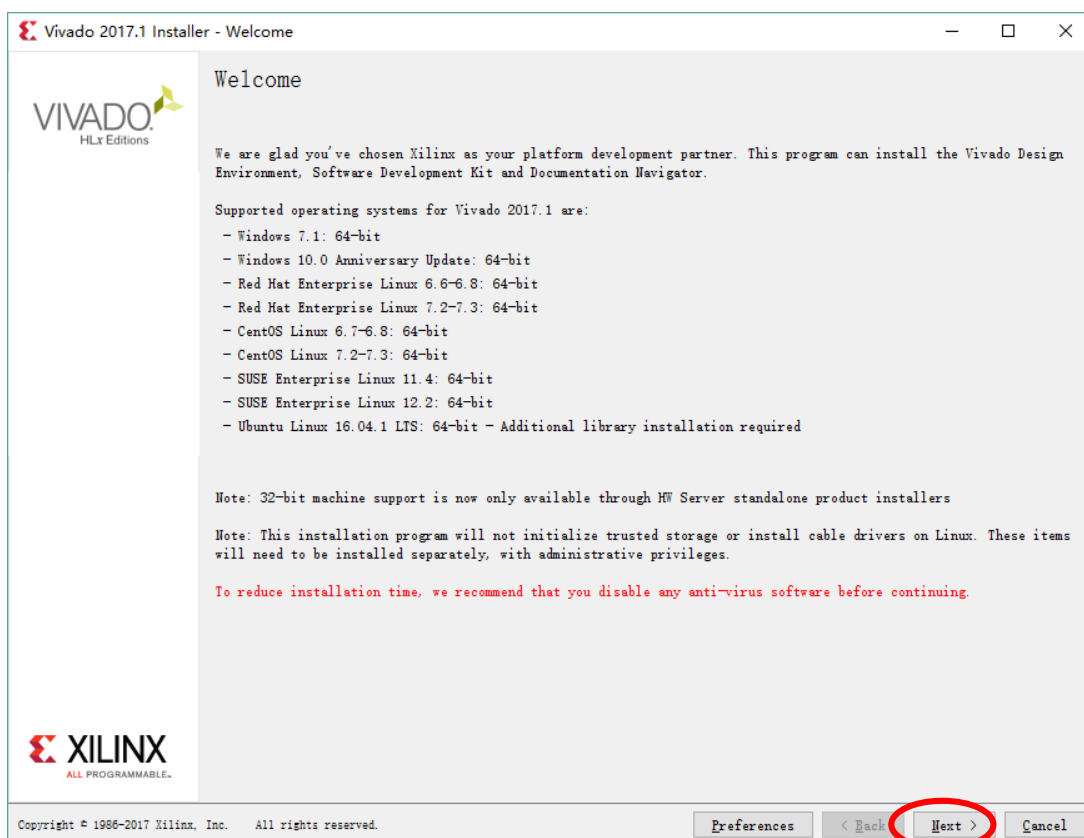 Vivado 2017.1 Installer - Welcome
VIVADO.
HLx Editions
Welcome
We are glad you've chosen Xilinx as your platform development partner. This program can install the Vivado Design
Environment, Software Development Kit and Documentation Navigator.
Supported operating systems for Vivado 2017.1 are:
- Windows 7.1: 64-bit
- Windows 10.0 Anniversary Update: 64-bit
- Red Hat Enterprise Linux 6.6-6.8: 64-bit
- Red Hat Enterprise Linux 7.2-7.3: 64-bit
- CentOS Linux 6.7-6.8: 64-bit
- CentOS Linux 7.2-7.3: 64-bit
- SUSE Enterprise Linux 11.4: 64-bit
- SUSE Enterprise Linux 12.2: 64-bit
- Ubuntu Linux 16.04.1 LTS: 64-bit - Additional library installation required
Note: 32-bit machine support is now only available through HW Server standalone product installers
Note: This installation program will not initialize trusted storage or install cable drivers on Linux. These items
will need to be installed separately, with administrative privileges.
To reduce installation time, we recommend that you disable any anti-virus software before continuing.
XILINX
ALL PROGRAMMABLE™
Copyright © 1986-2017 Xilinx, Inc. All rights reserved.
Preferences < Back Next > Cancel